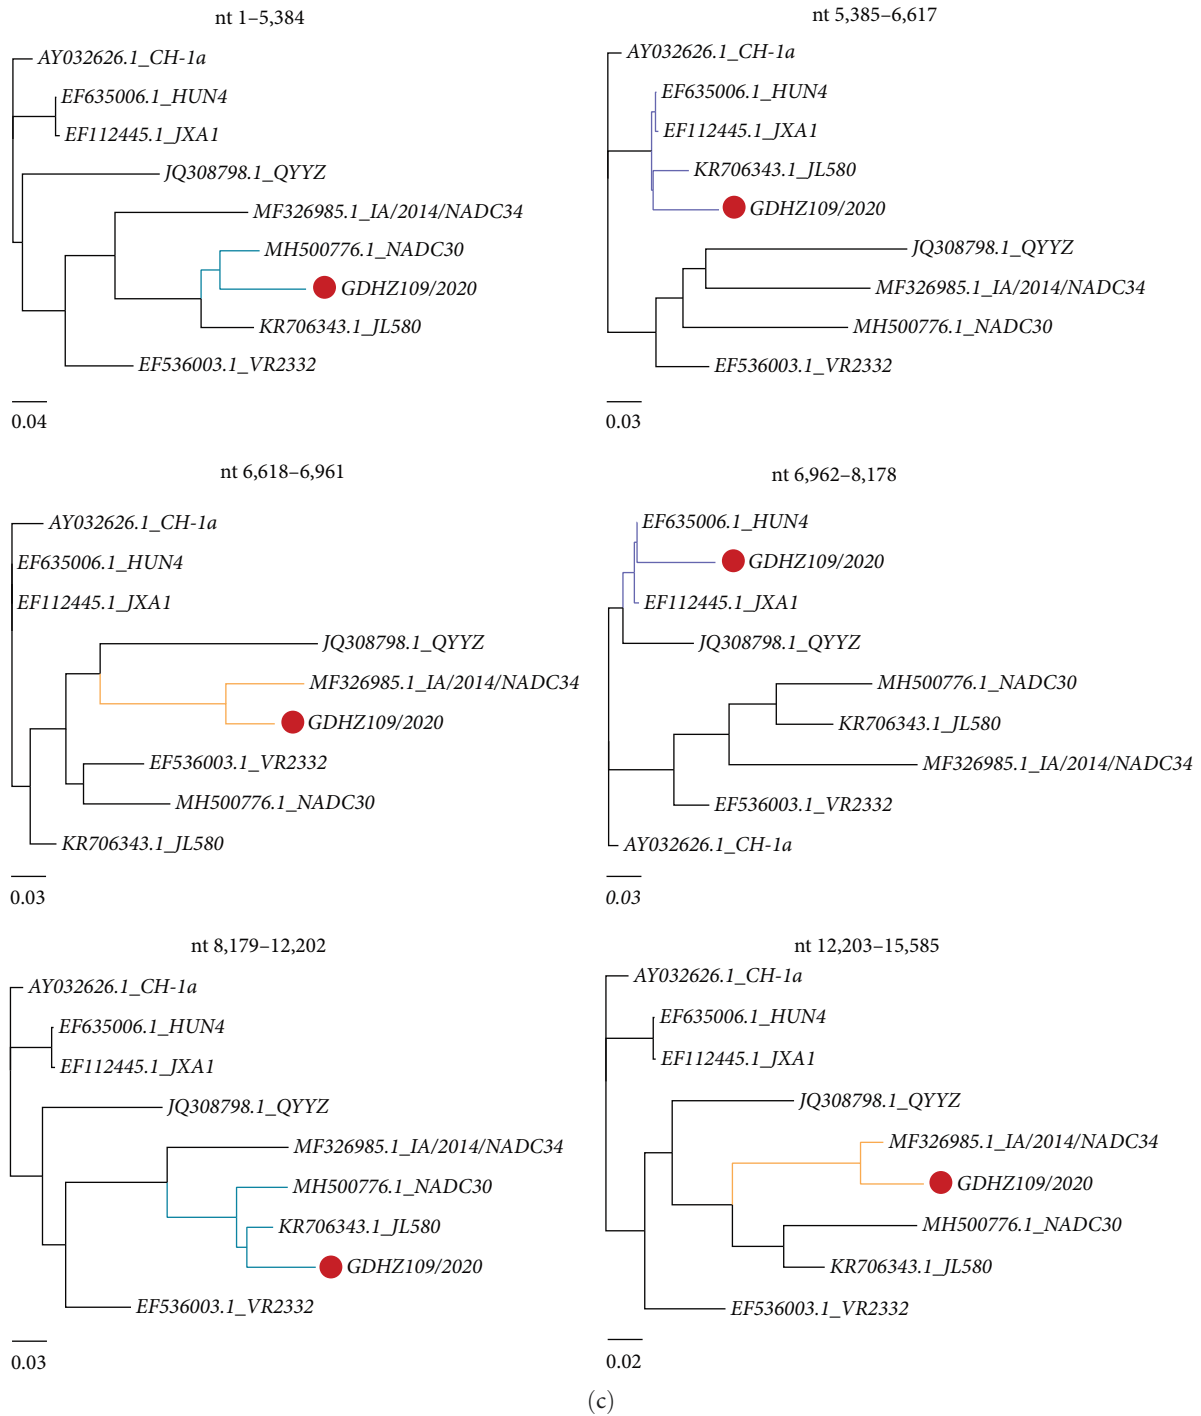 nt 1–5,384
AY032626.1_CH-1a
EF635006.1_HUN4
EF112445.1_JXA1
JQ308798.1_QYYZ
MF326985.1_IA/2014/NADC34
MH500776.1_NADC30
GDHZ109/2020
KR706343.1_JL580
EF536003.1_VR2332
0.04
nt 5,385–6,617
AY032626.1_CH-1a
EF635006.1_HUN4
EF112445.1_JXA1
KR706343.1_JL580
GDHZ109/2020
JQ308798.1_QYYZ
MF326985.1_IA/2014/NADC34
MH500776.1_NADC30
EF536003.1_VR2332
0.03
nt 6,618–6,961
AY032626.1_CH-1a
EF635006.1_HUN4
EF112445.1_JXA1
JQ308798.1_QYYZ
MF326985.1_IA/2014/NADC34
GDHZ109/2020
EF536003.1_VR2332
MH500776.1_NADC30
KR706343.1_JL580
0.03
nt 6,962–8,178
EF635006.1_HUN4
GDHZ109/2020
EF112445.1_JXA1
JQ308798.1_QYYZ
MH500776.1_NADC30
KR706343.1_JL580
MF326985.1_IA/2014/NADC34
EF536003.1_VR2332
AY032626.1_CH-1a
0.03
nt 8,179–12,202
AY032626.1_CH-1a
EF635006.1_HUN4
EF112445.1_JXA1
JQ308798.1_QYYZ
MF326985.1_IA/2014/NADC34
MH500776.1_NADC30
KR706343.1_JL580
GDHZ109/2020
EF536003.1_VR2332
0.03
nt 12,203–15,585
AY032626.1_CH-1a
EF635006.1_HUN4
EF112445.1_JXA1
JQ308798.1_QYYZ
MF326985.1_IA/2014/NADC34
GDHZ109/2020
MH500776.1_NADC30
KR706343.1_JL580
EF536003.1_VR2332
0.02
(c)